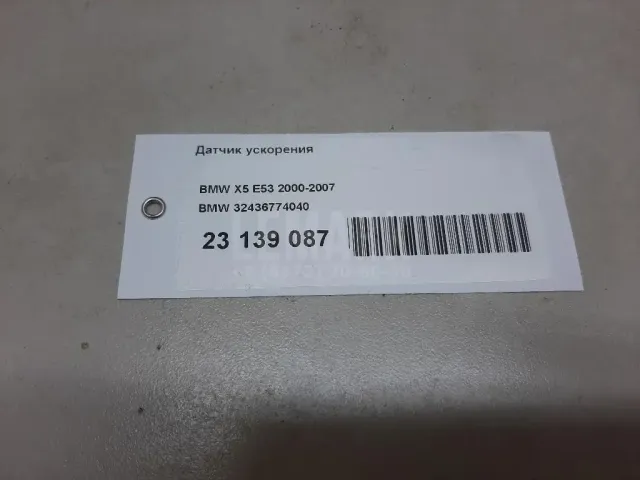 Датчик ускорения
BMW X5 E53 2000-2007
BMW 32436774040
23 139 087